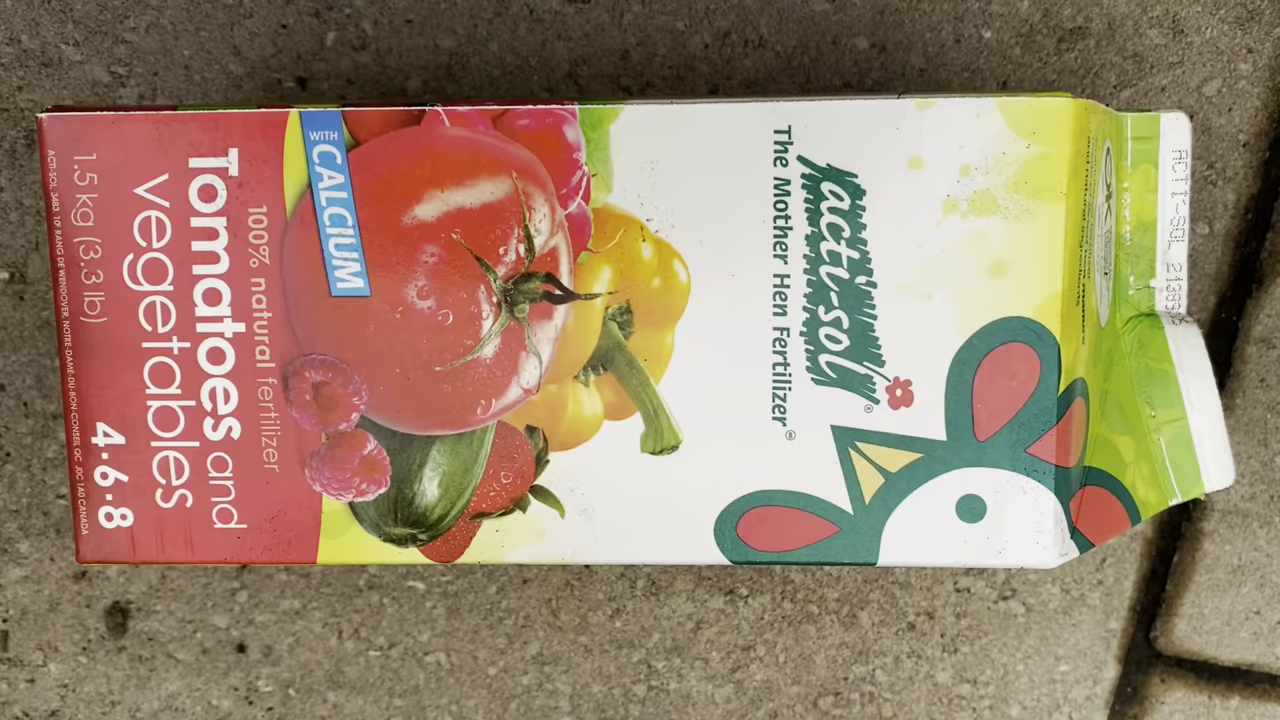 ACTI-SOL
acti-sol®
The Mother Hen Fertilizer®
WITH
CALCIUM
100% natural fertilizer
Tomatoes and
vegetables
1.5 kg (3.3 lb)
4·6·8
ACTI-SOL, 3483, 10e RANG DE WENDOVER, NOTRE-DAME-DU-BON-CONSEIL QC J0C 1A0 CANADA